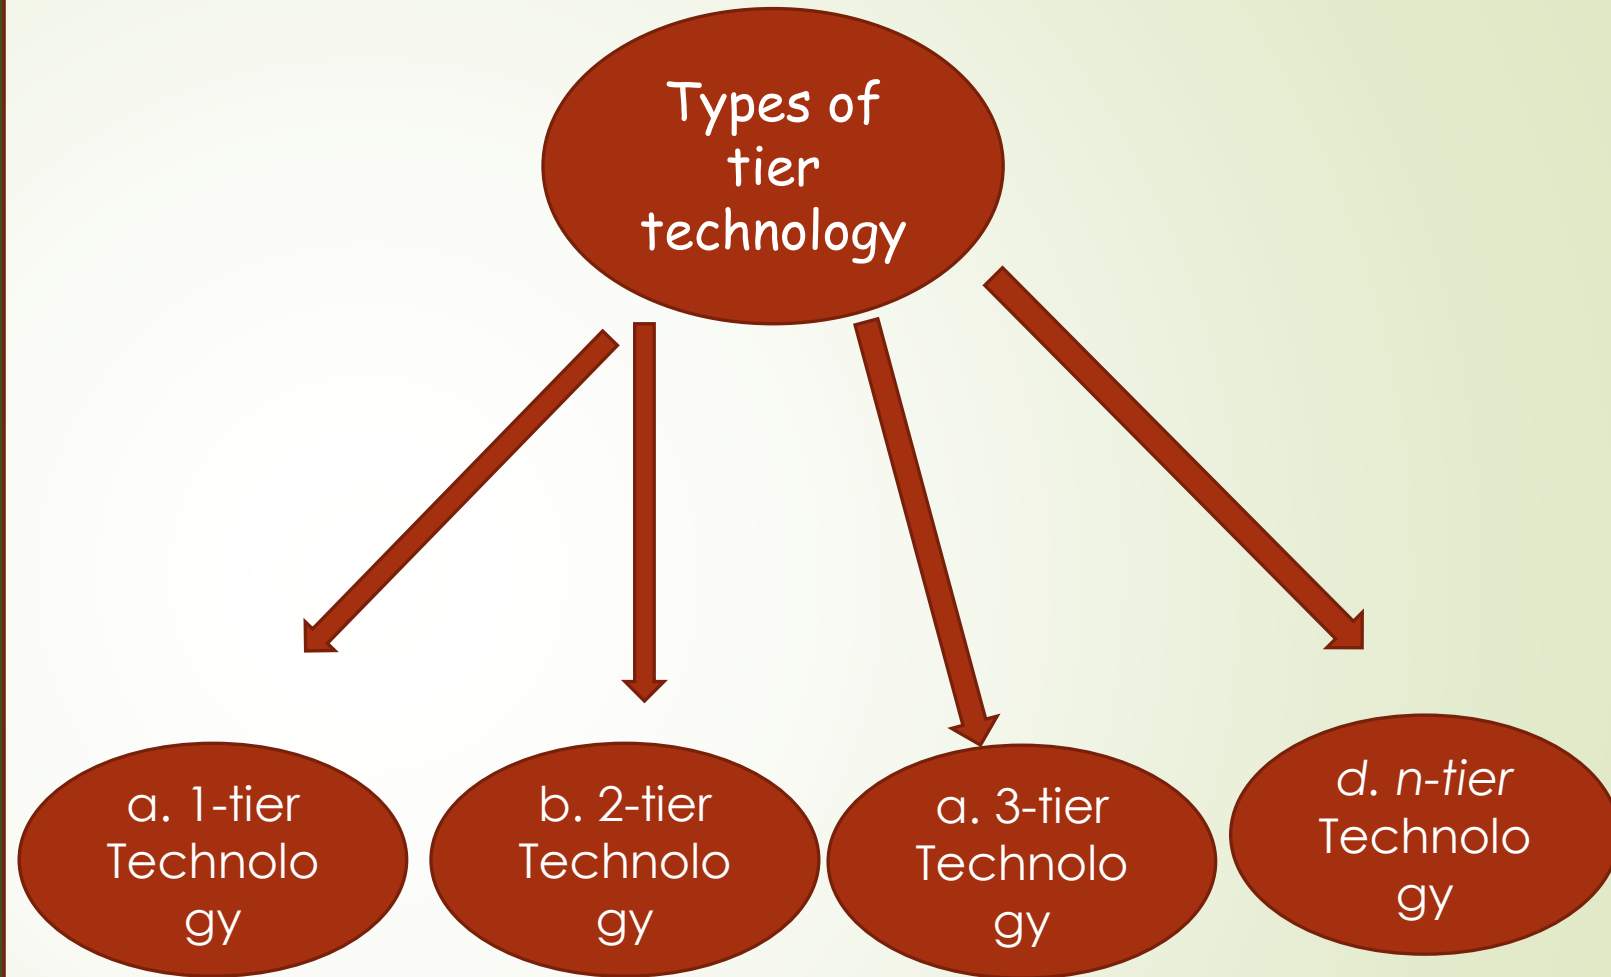 Types of
tier
technology
a. 1-tier
Technolo
gy
b. 2-tier
Technolo
gy
a. 3-tier
Technolo
gy
d. n-tier
Technolo
gy